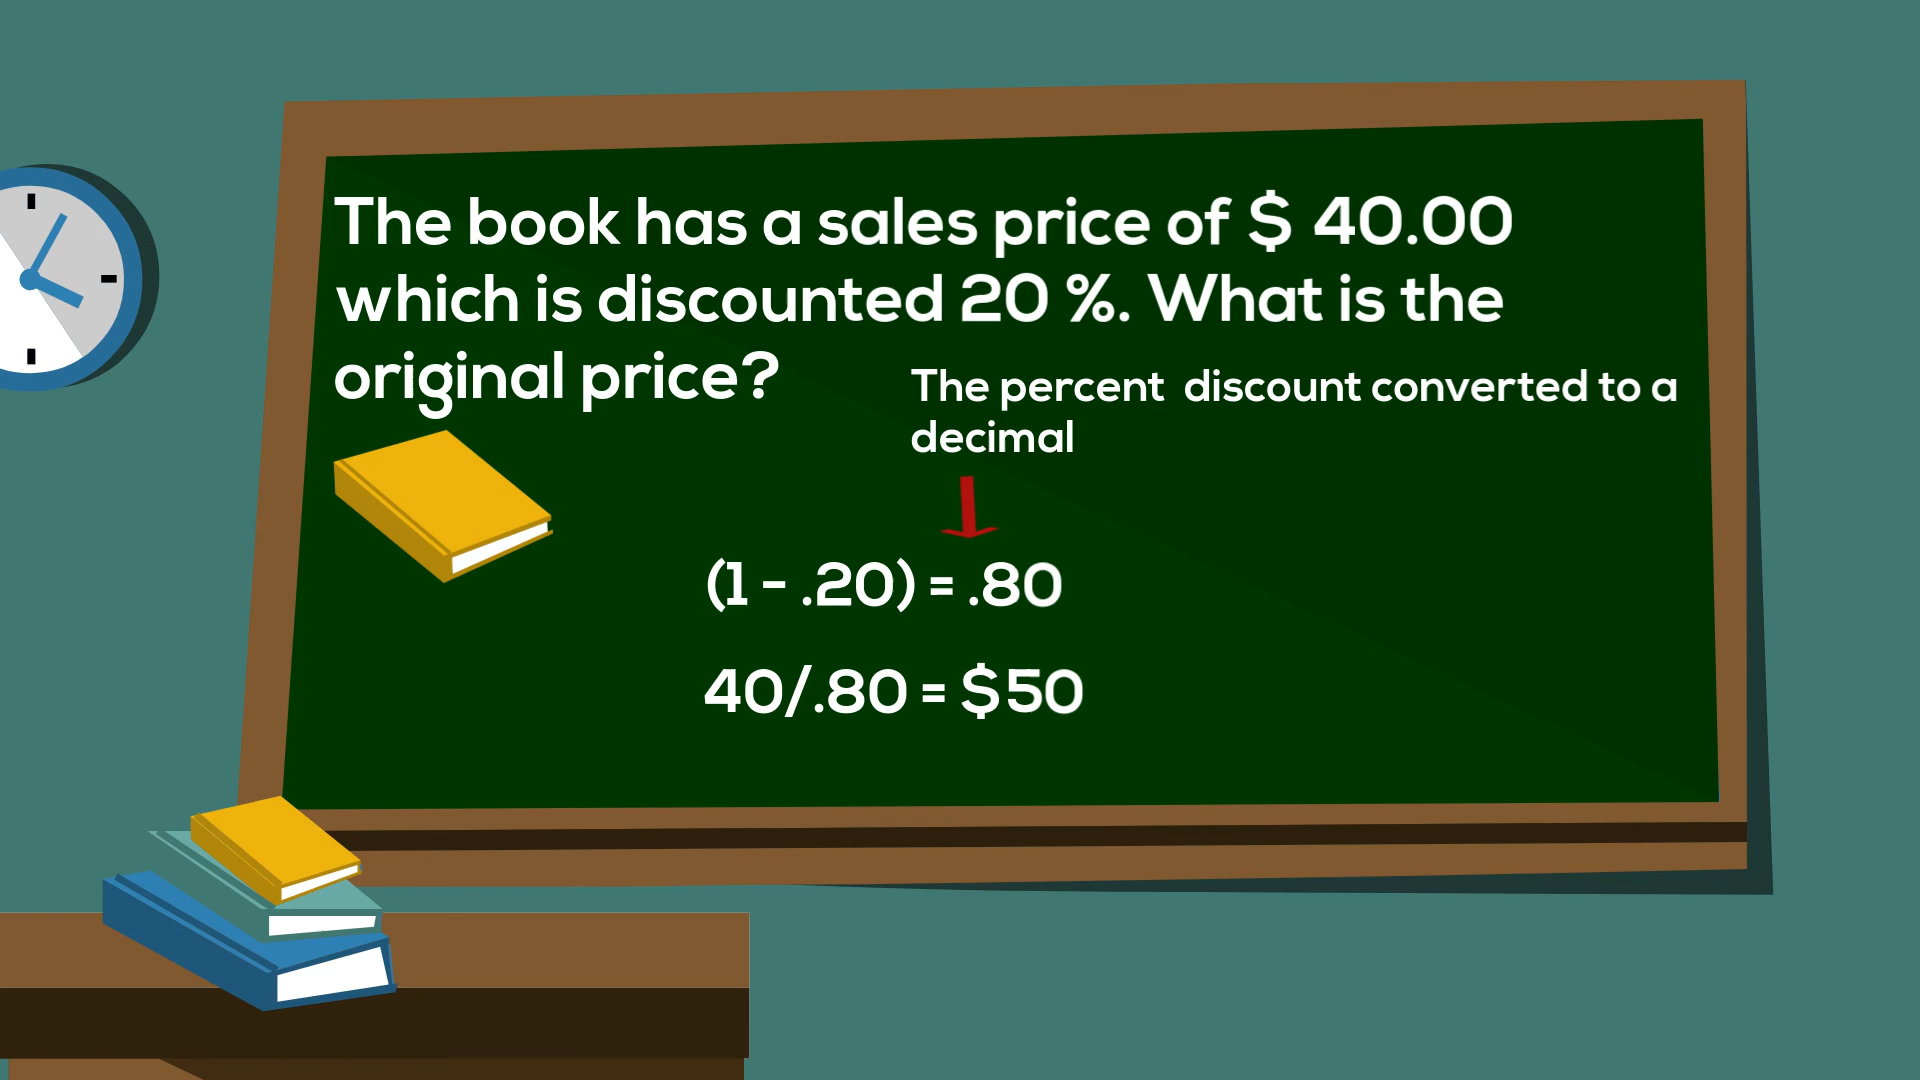 The book has a sales price of $ 40.00
which is discounted 20 %. What is the
original price?
The percent discount converted to a
decimal
(1 - .20) = .80
40/.80 = $50